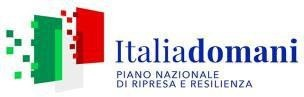 Italiadomani
PIANO NAZIONALE
DI RIPRESA E RESILIENZA